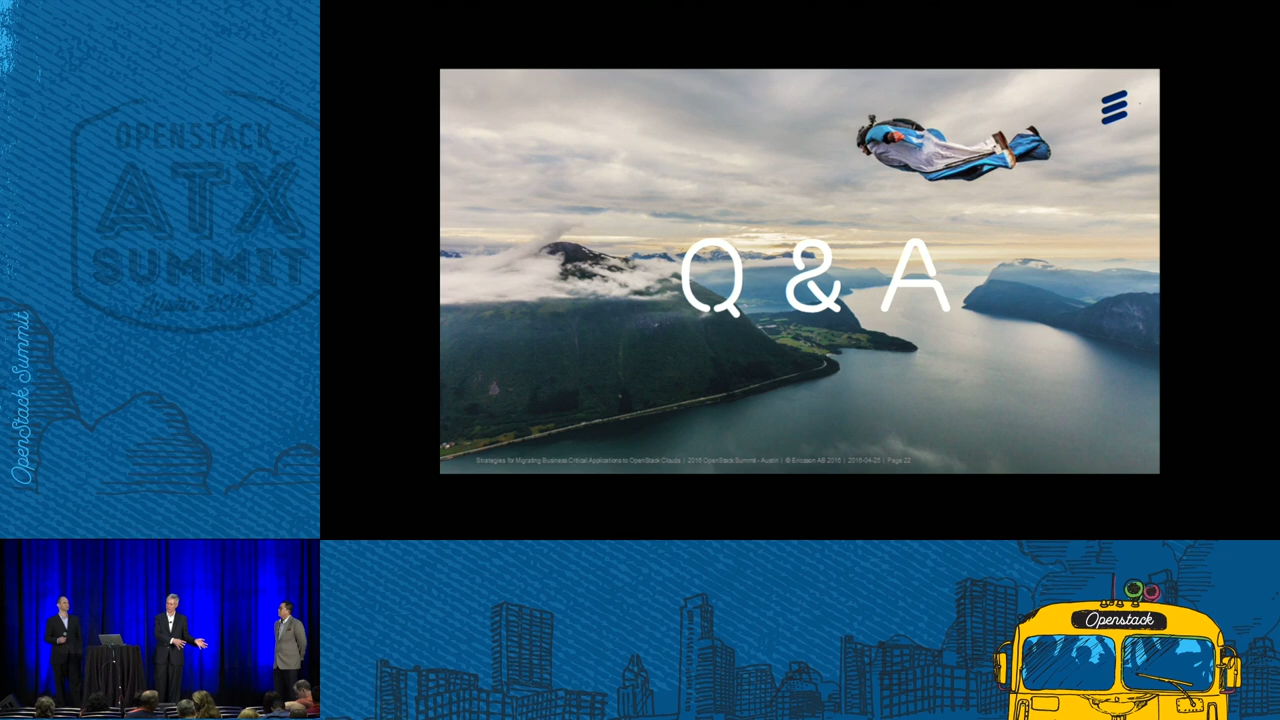 OPENSTACK
ATX
SUMMIT
Austin 2016
OpenStack Summit
Q & A
Strategies for Migrating Business Critical Applications to OpenStack Clouds | 2016 OpenStack Summit - Austin | © Ericsson AB 2016 | 2016-04-25 | Page 22
Openstack